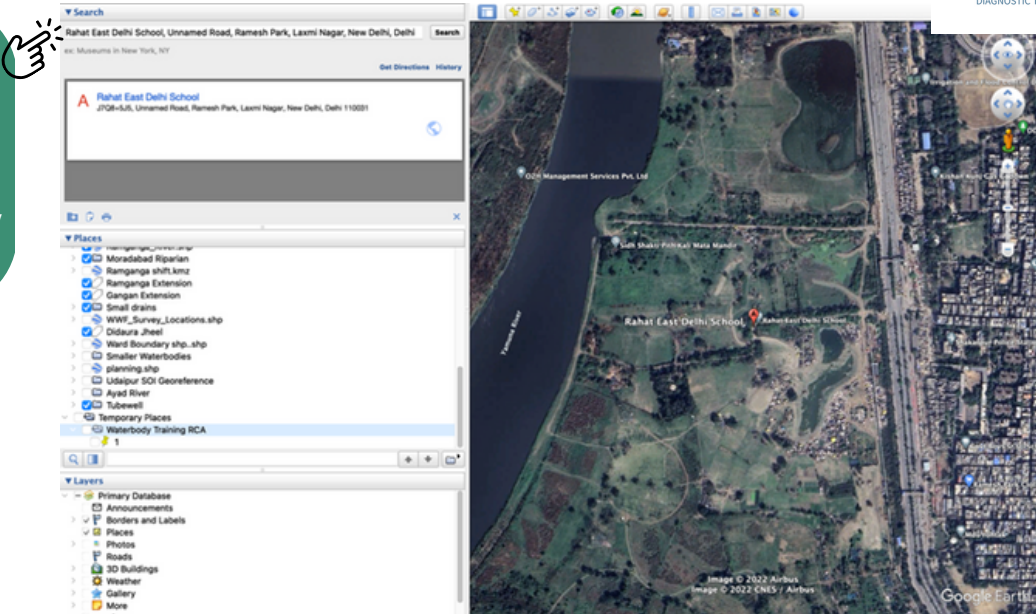 DIAGNOSTIC
Search
Rahat East Delhi School, Unnamed Road, Ramesh Park, Laxmi Nagar, New Delhi, Delhi
Search
ex: Museums in New York, NY
Get Directions History
A
Rahat East Delhi School
J7Q8+5J5, Unnamed Road, Ramesh Park, Laxmi Nagar, New Delhi, Delhi 110031
Places
Moradabad Riparian
Ramganga shift.kmz
Ramganga Extension
Gangan Extension
Small drains
WWF_Survey_Locations.shp
Didaura Jheel
Ward Boundary shp..shp
Smaller Waterbodies
planning.shp
Udaipur SOI Georeference
Ayad River
Tubewell
Temporary Places
Waterbody Training RCA
1
Layers
Primary Database
Announcements
Borders and Labels
Places
Photos
Roads
3D Buildings
Weather
Gallery
More
Management Services Pvt. Ltd
Sidh Shakti Pith Kali Mata Mandir
Rahat East Delhi School
Rahat East Delhi School
Yamuna River
Image © 2022 Airbus
Image © 2022 CNES / Airbus
Google Earth